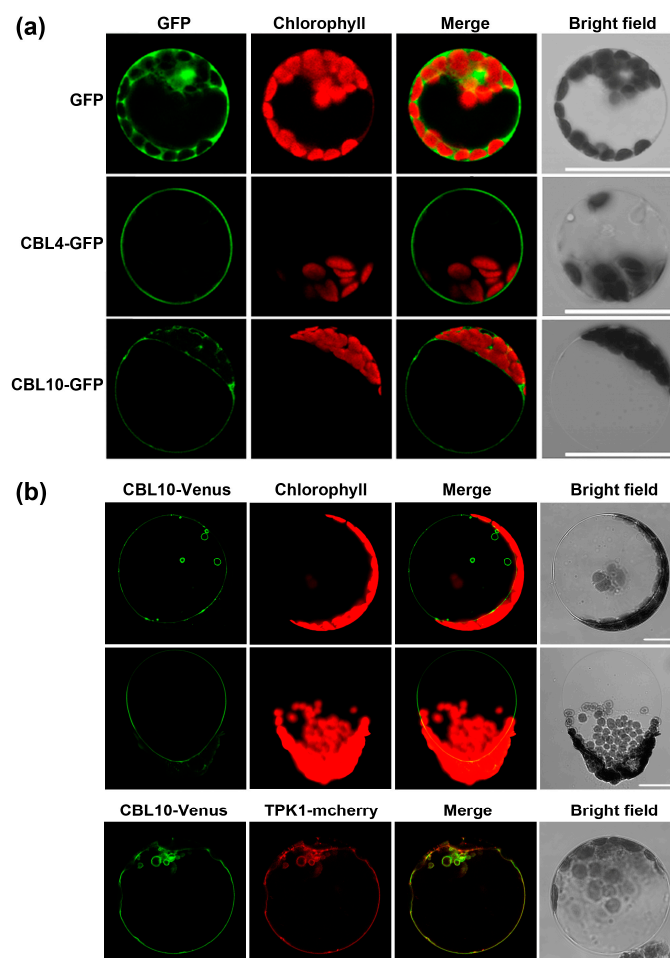 (a)
GFP Chlorophyll Merge Bright field
GFP
CBL4-GFP
CBL10-GFP
(b)
CBL10-Venus Chlorophyll Merge Bright field
CBL10-Venus TPK1-mcherry Merge Bright field